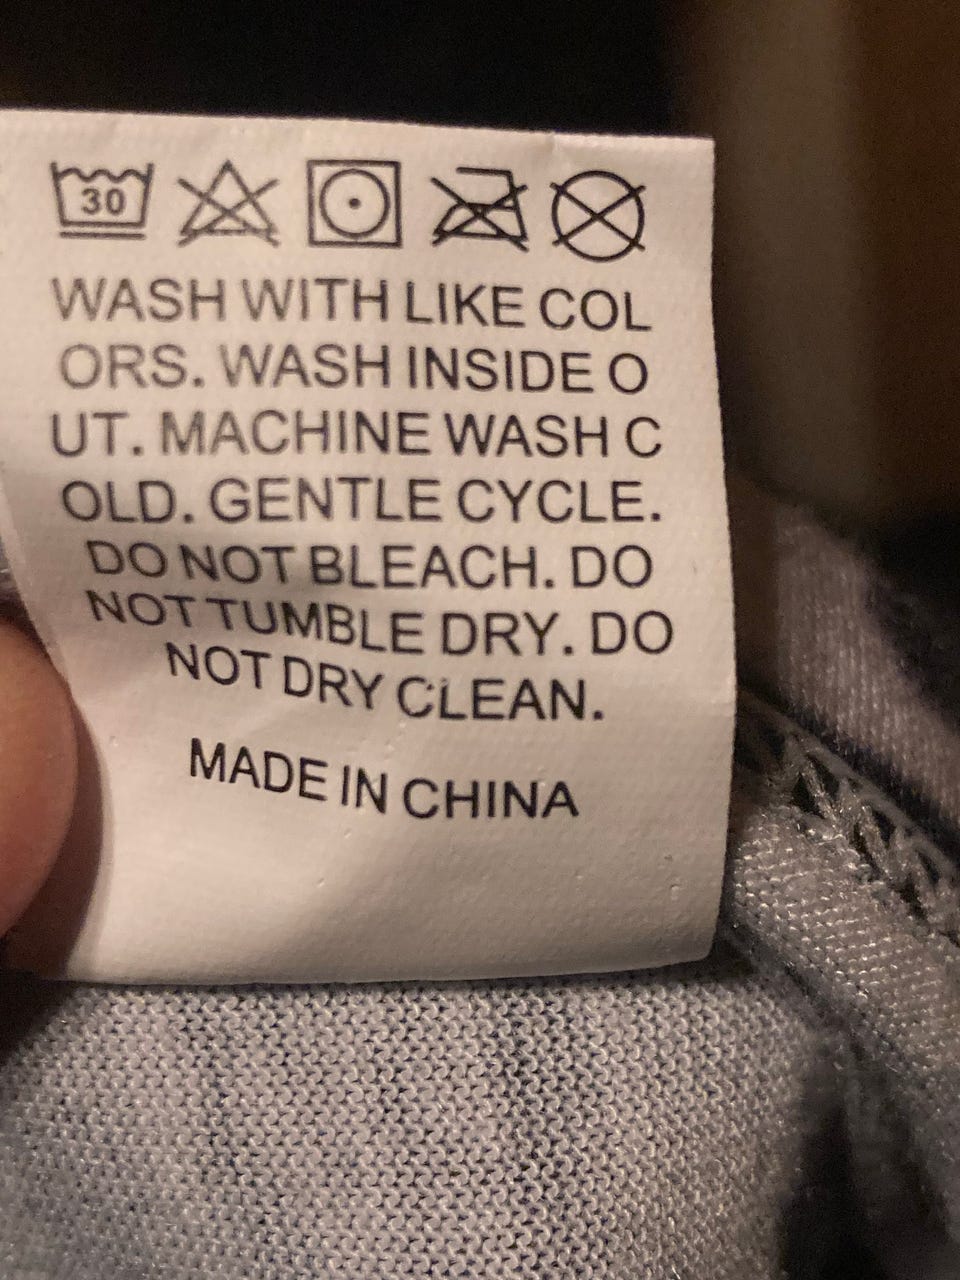 30
WASH WITH LIKE COL
ORS. WASH INSIDE O
UT. MACHINE WASH C
OLD. GENTLE CYCLE.
DO NOT BLEACH. DO
NOT TUMBLE DRY. DO
NOT DRY CLEAN.
MADE IN CHINA